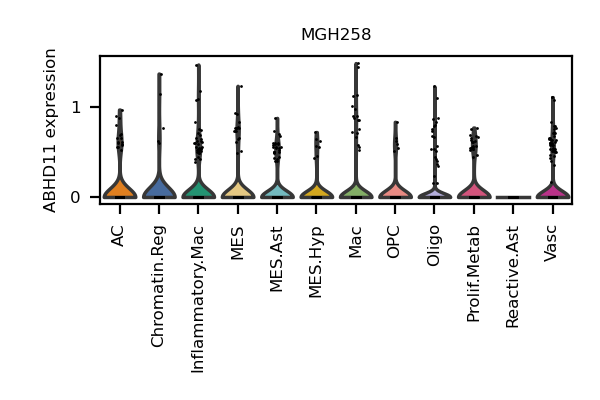 MGH258
ABHD11 expression
1
0
AC
Chromatin.Reg
Inflammatory.Mac
MES
MES.Ast
MES.Hyp
Mac
OPC
Oligo
Prolif.Metab
Reactive.Ast
Vasc